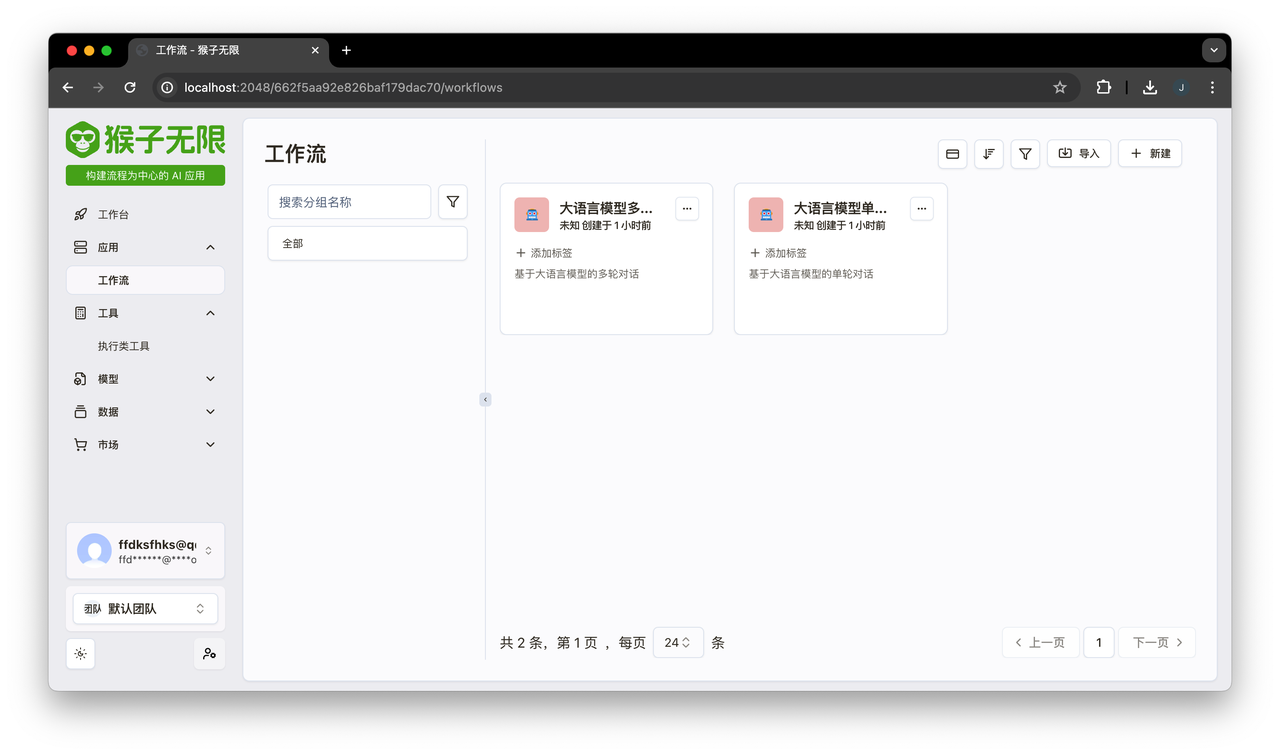 工作流 - 猴子无限
localhost:2048/662f5aa92e826baf179dac70/workflows
J
猴子无限
构建流程为中心的 AI 应用
工作台
应用
工作流
工具
执行类工具
模型
数据
市场
ffdksfhks@q
ffd******@****o
团队 默认团队
工作流
导入
新建
搜索分组名称
全部
大语言模型多...
未知 创建于 1 小时前
添加标签
基于大语言模型的多轮对话
大语言模型单...
未知 创建于 1 小时前
添加标签
基于大语言模型的单轮对话
共 2 条，第 1 页 ，每页 24 条
上一页 1 下一页